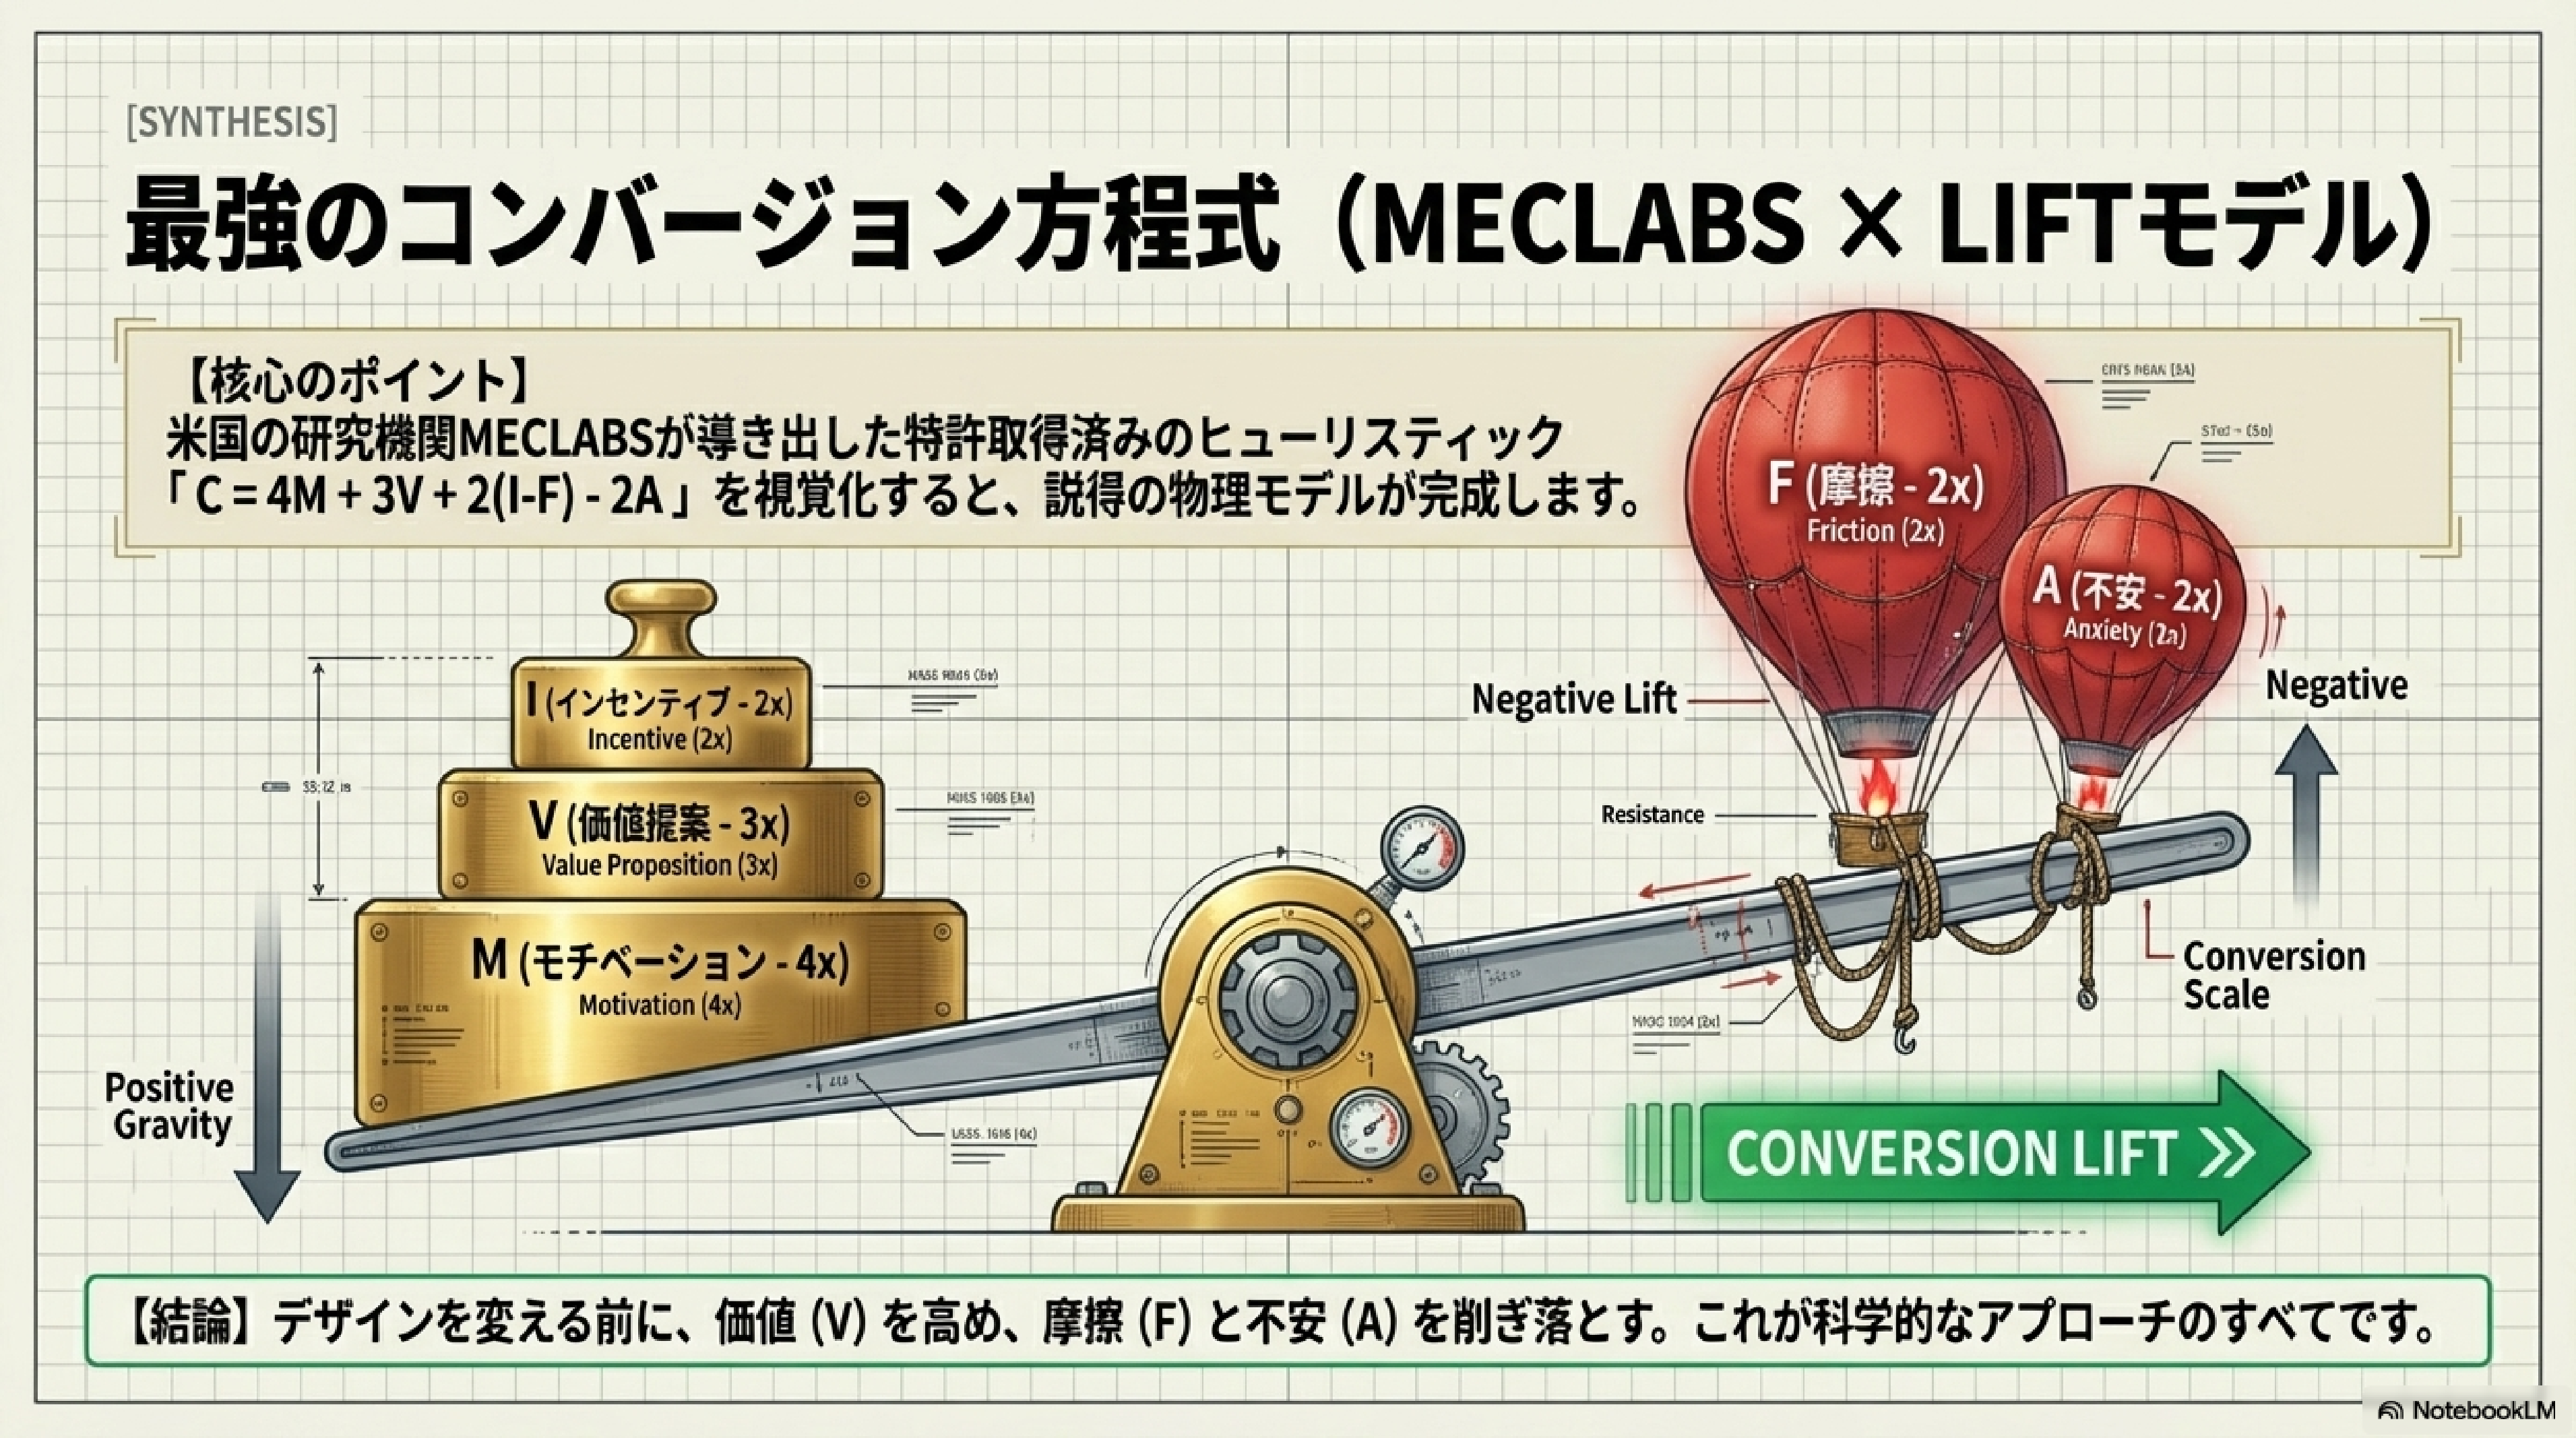 [SYNTHESIS]
最強のコンバージョン方程式（MECLABS × LIFTモデル）
【核心のポイント】
米国の研究機関MECLABSが導き出した特許取得済みのヒューリスティック
「C = 4M + 3V + 2(I-F) - 2A」を視覚化すると、説得の物理モデルが完成します。
F (摩擦 - 2x)
Friction (2x)
A (不安 - 2x)
Anxiety (2a)
I (インセンティブ - 2x)
Incentive (2x)
V (価値提案 - 3x)
Value Proposition (3x)
M (モチベーション - 4x)
Motivation (4x)
Positive
Gravity
Negative Lift
Resistance
Negative
Conversion
Scale
CONVERSION LIFT
【結論】デザインを変える前に、価値 (V) を高め、摩擦 (F) と不安 (A) を削ぎ落とす。これが科学的なアプローチのすべてです。
NotebookLM